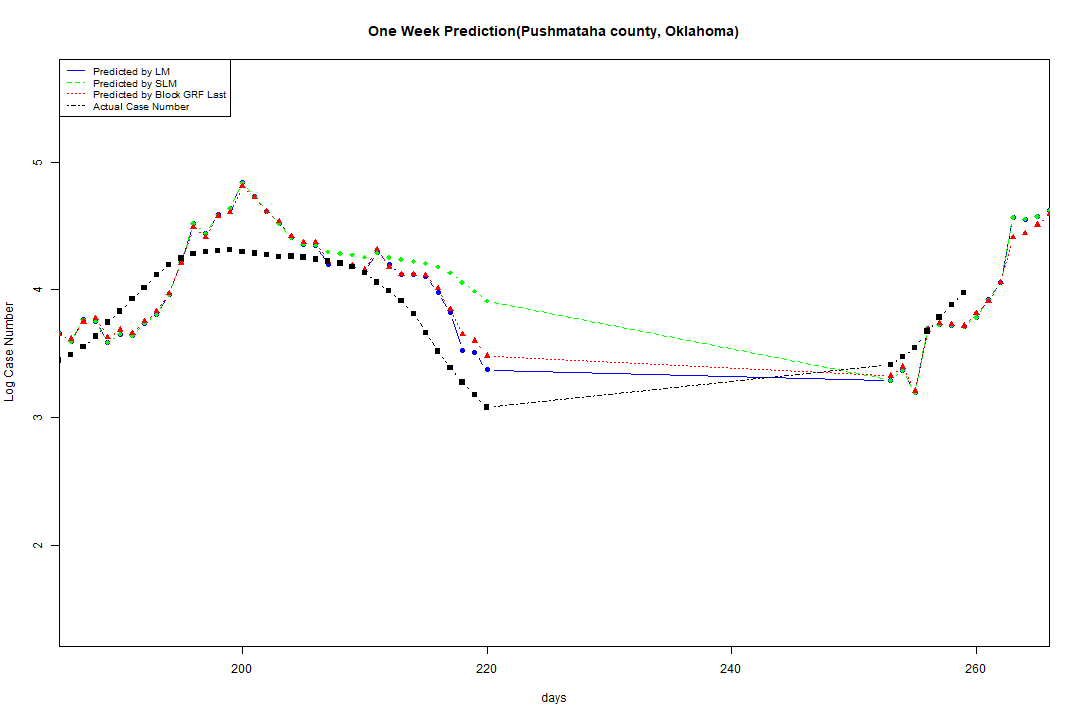 One Week Prediction(Pushmataha county, Oklahoma)
Predicted by LM
Predicted by SLM
Predicted by Block GRF Last
Actual Case Number
5
4
3
2
Log Case Number
200 220 240 260
days